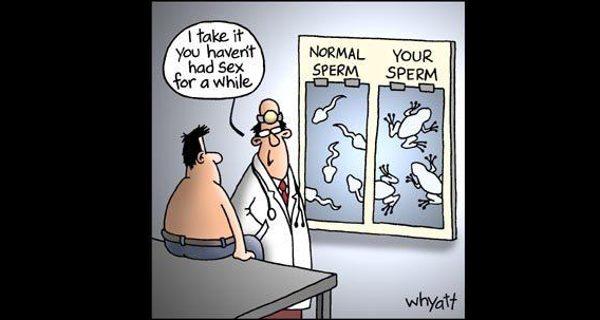 I take it
you haven't
had sex
for a while
NORMAL
SPERM
YOUR
SPERM
whyatt